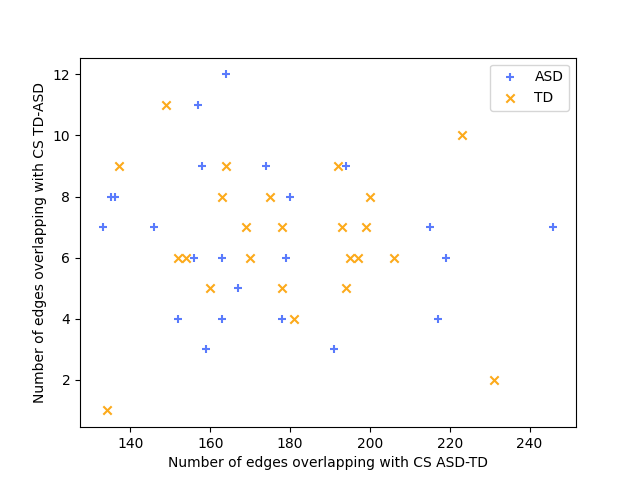 ASD
TD
12
10
8
6
4
2
Number of edges overlapping with CS TD-ASD
140 160 180 200 220 240
Number of edges overlapping with CS ASD-TD